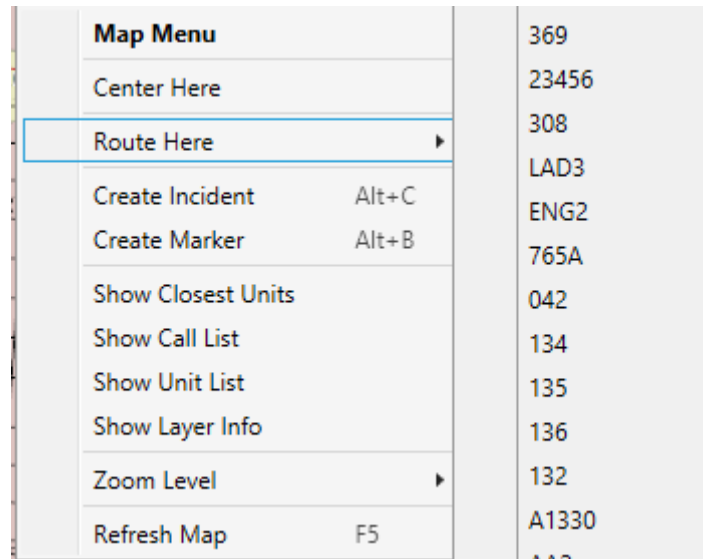 Map Menu
Center Here
Route Here
Create Incident Alt+C
Create Marker Alt+B
Show Closest Units
Show Call List
Show Unit List
Show Layer Info
Zoom Level
Refresh Map F5
369
23456
308
LAD3
ENG2
765A
042
134
135
136
132
A1330